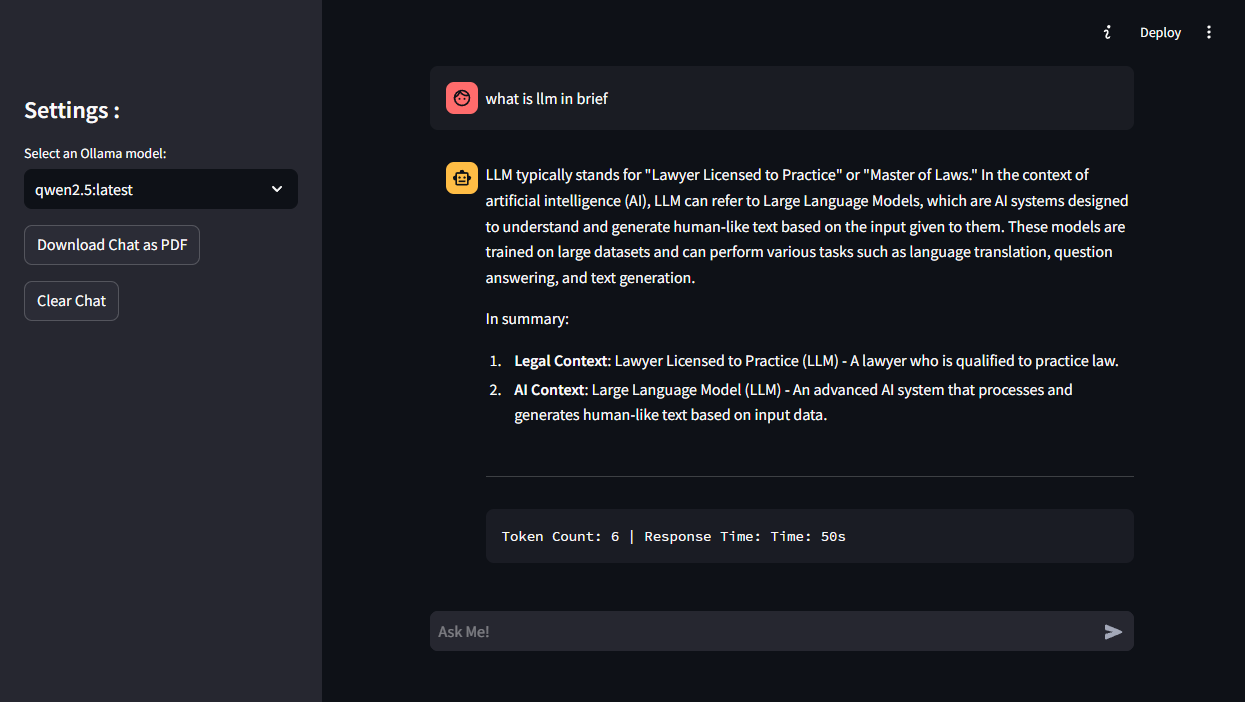 Deploy
Settings :
Select an Ollama model:
qwen2.5:latest
Download Chat as PDF
Clear Chat
what is llm in brief
LLM typically stands for "Lawyer Licensed to Practice" or "Master of Laws." In the context of
artificial intelligence (AI), LLM can refer to Large Language Models, which are AI systems designed
to understand and generate human-like text based on the input given to them. These models are
trained on large datasets and can perform various tasks such as language translation, question
answering, and text generation.
In summary:
1. Legal Context: Lawyer Licensed to Practice (LLM) - A lawyer who is qualified to practice law.
2. AI Context: Large Language Model (LLM) - An advanced AI system that processes and
generates human-like text based on input data.
Token Count: 6 | Response Time: Time: 50s
Ask Me!